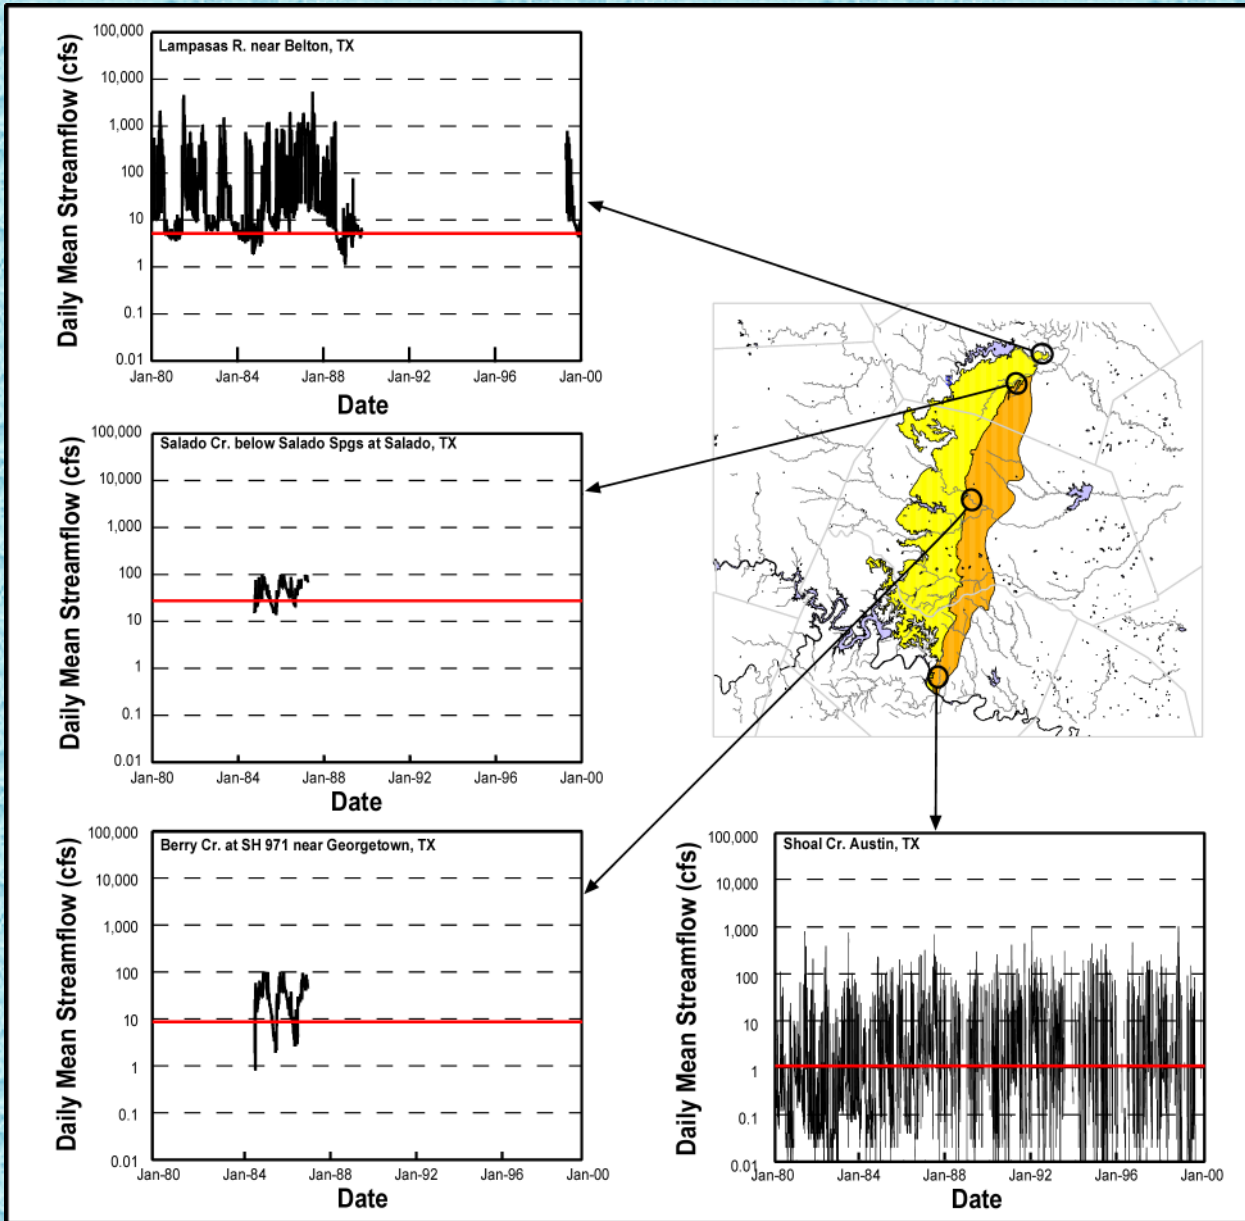 Lampasas R. near Belton, TX
Daily Mean Streamflow (cfs)
100,000
10,000
1,000
100
10
1
0.1
0.01
Jan-80
Jan-84
Jan-88
Jan-92
Jan-96
Jan-00
Date
Salado Cr. below Salado Spgs at Salado, TX
Daily Mean Streamflow (cfs)
100,000
10,000
1,000
100
10
1
0.1
0.01
Jan-80
Jan-84
Jan-88
Jan-92
Jan-96
Jan-00
Date
Berry Cr. at SH 971 near Georgetown, TX
Daily Mean Streamflow (cfs)
100,000
10,000
1,000
100
10
1
0.1
0.01
Jan-80
Jan-84
Jan-88
Jan-92
Jan-96
Jan-00
Date
Shoal Cr. Austin, TX
Daily Mean Streamflow (cfs)
100,000
10,000
1,000
100
10
1
0.1
0.01
Jan-80
Jan-84
Jan-88
Jan-92
Jan-96
Jan-00
Date